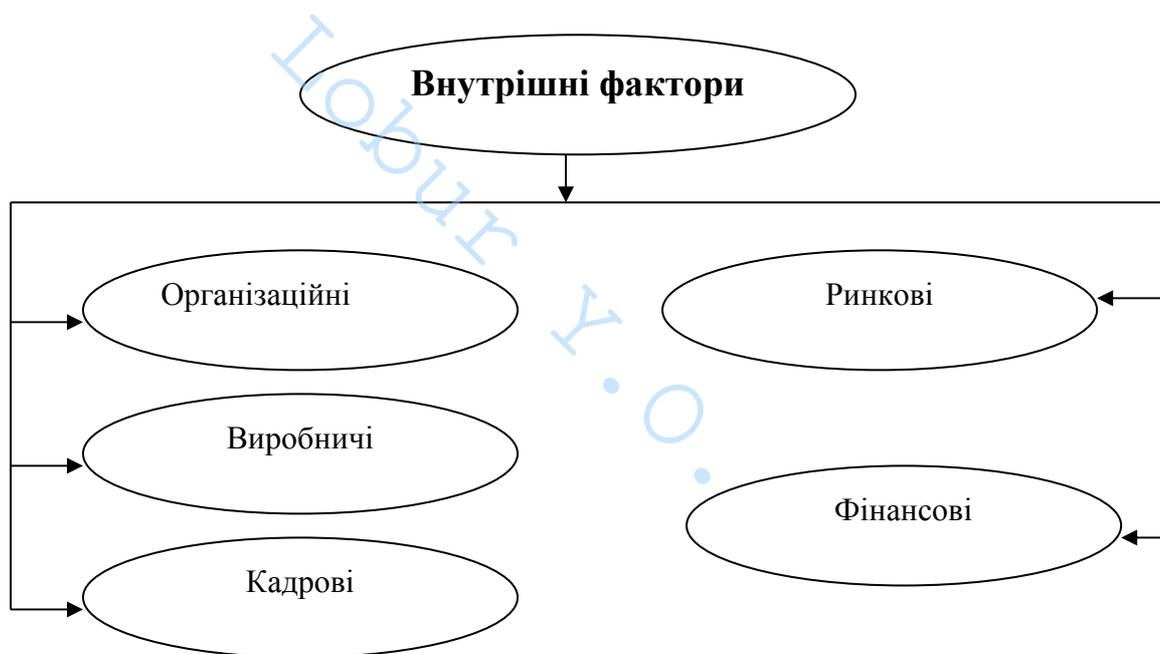 Внутрішні фактори
Організаційні
Ринкові
Виробничі
Фінансові
Кадрові
Lobur Y.O.